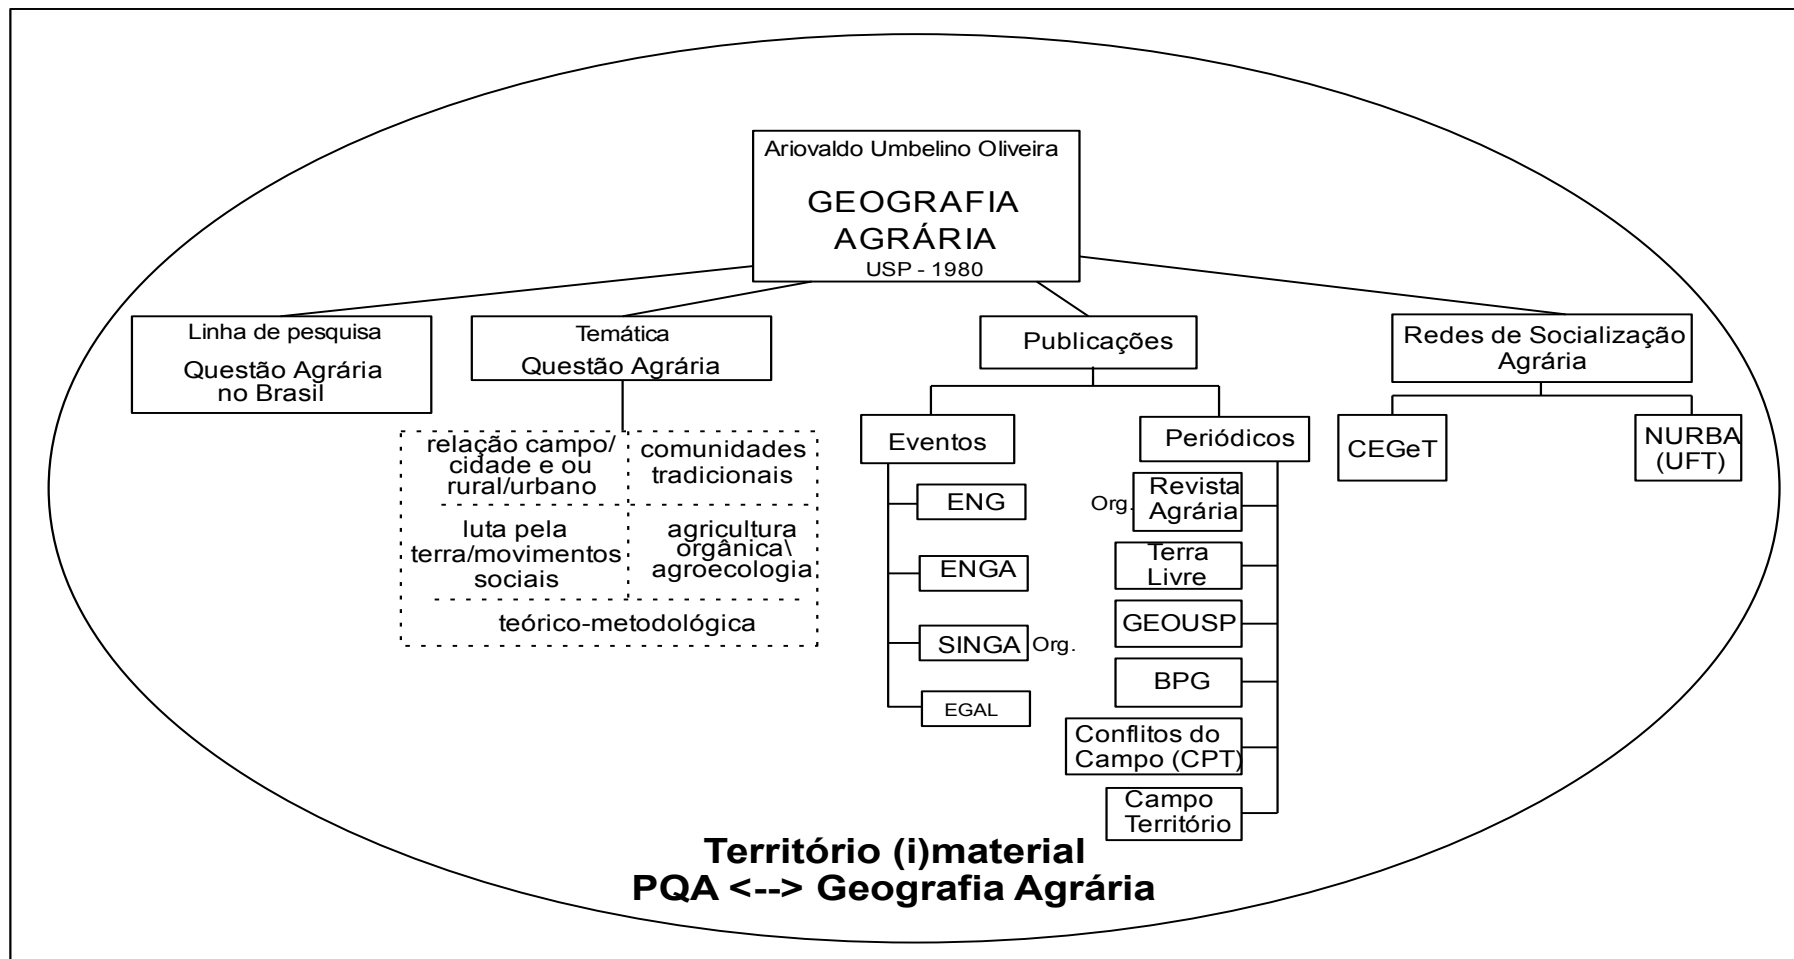 Ariovaldo Umbelino Oliveira
GEOGRAFIA
AGRÁRIA
USP - 1980
Linha de pesquisa
Questão Agrária
no Brasil
Temática
Questão Agrária
relação campo/
cidade e ou
rural/urbano
comunidades
tradicionais
luta pela
terra/movimentos
sociais
agricultura
orgânica\
agroecologia
teórico-metodológica
Publicações
Eventos
ENG
ENGA
SINGA Org.
EGAL
Periódicos
Org. Revista
Agrária
Terra
Livre
GEOUSP
BPG
Conflitos do
Campo (CPT)
Campo
Território
Redes de Socialização
Agrária
CEGeT
NURBA
(UFT)
Território (i)material
PQA <--> Geografia Agrária